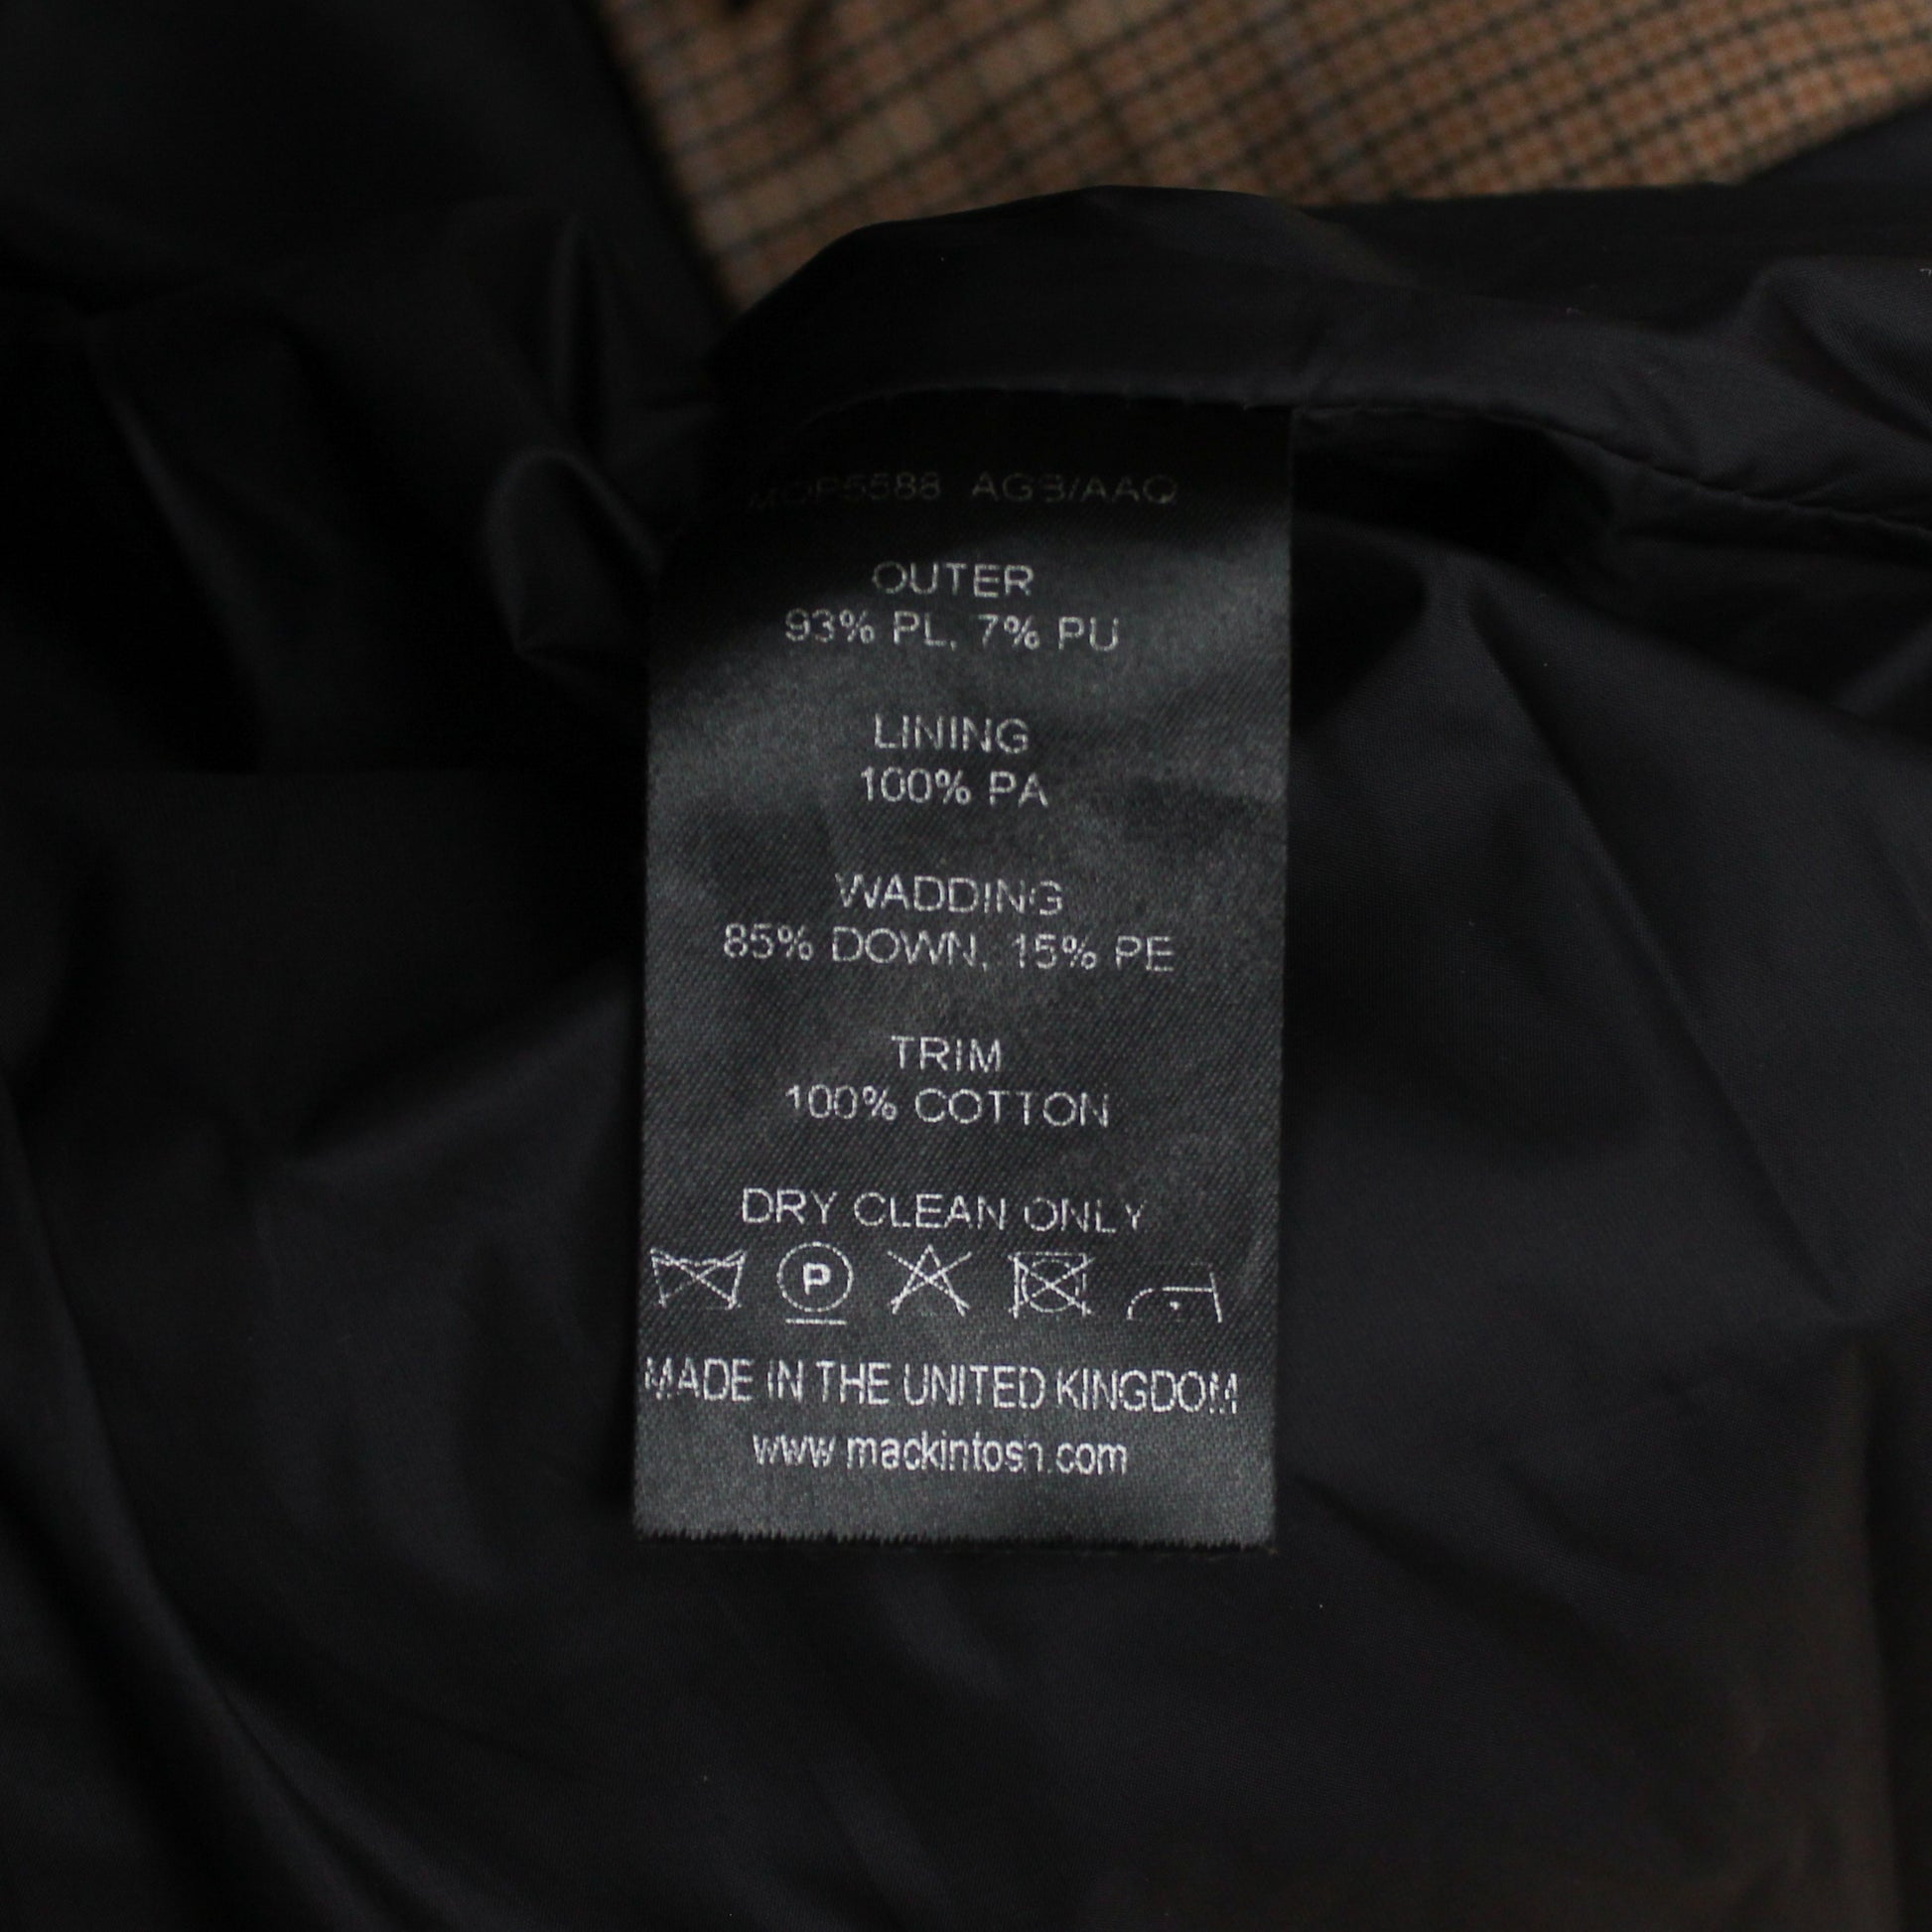 AGB/AAQ
OUTER
93% PL, 7% PU
LINING
100% PA
WADDING
85% DOWN, 15% PE
TRIM
100% COTTON
DRY CLEAN ONLY
P
MADE IN THE UNITED KINGDOM
www.mackintosh.com